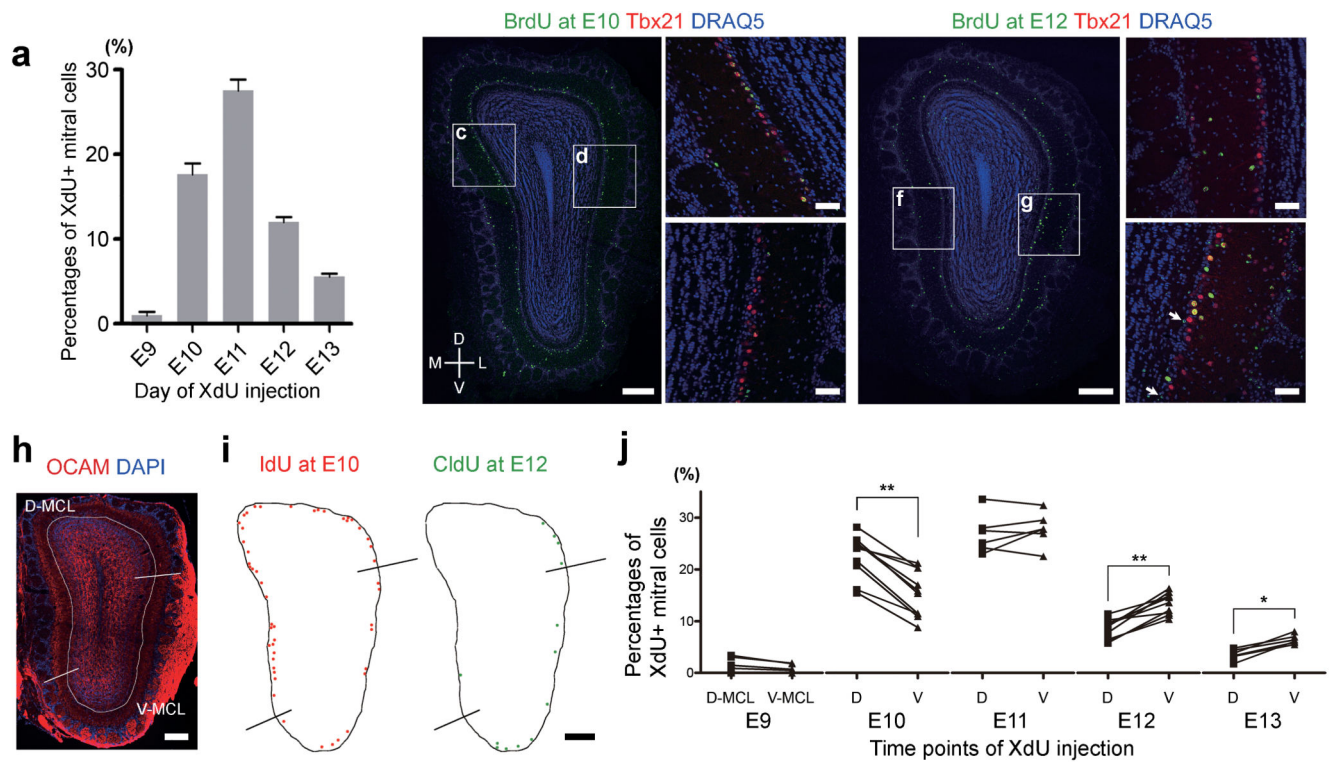 a
(%)
30
20
10
0
Percentages of XdU+ mitral cells
E9
E10
E11
E12
E13
Day of XdU injection
BrdU at E10 Tbx21 DRAQ5
c
d
D
M
L
V
BrdU at E12 Tbx21 DRAQ5
f
g
h
OCAM DAPI
D-MCL
V-MCL
i
IdU at E10
CldU at E12
j
(%)
30
20
10
0
Percentages of
XdU+ mitral cells
**
**
*
D-MCL V-MCL D V D V D V D V
E9 E10 E11 E12 E13
Time points of XdU injection